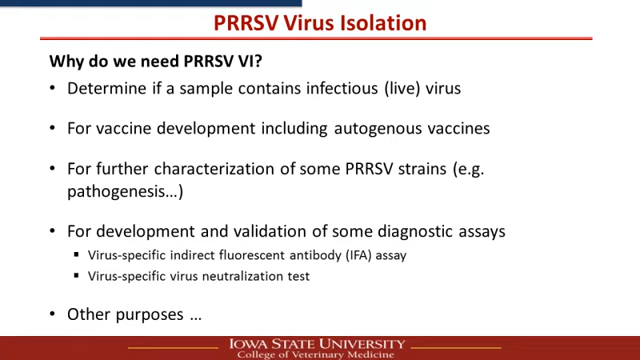 PRRSV Virus Isolation
Why do we need PRRSV VI?
• Determine if a sample contains infectious (live) virus
• For vaccine development including autogenous vaccines
• For further characterization of some PRRSV strains (e.g.
pathogenesis…)
• For development and validation of some diagnostic assays
▪ Virus-specific indirect fluorescent antibody (IFA) assay
▪ Virus-specific virus neutralization test
• Other purposes …
IOWA STATE UNIVERSITY
College of Veterinary Medicine